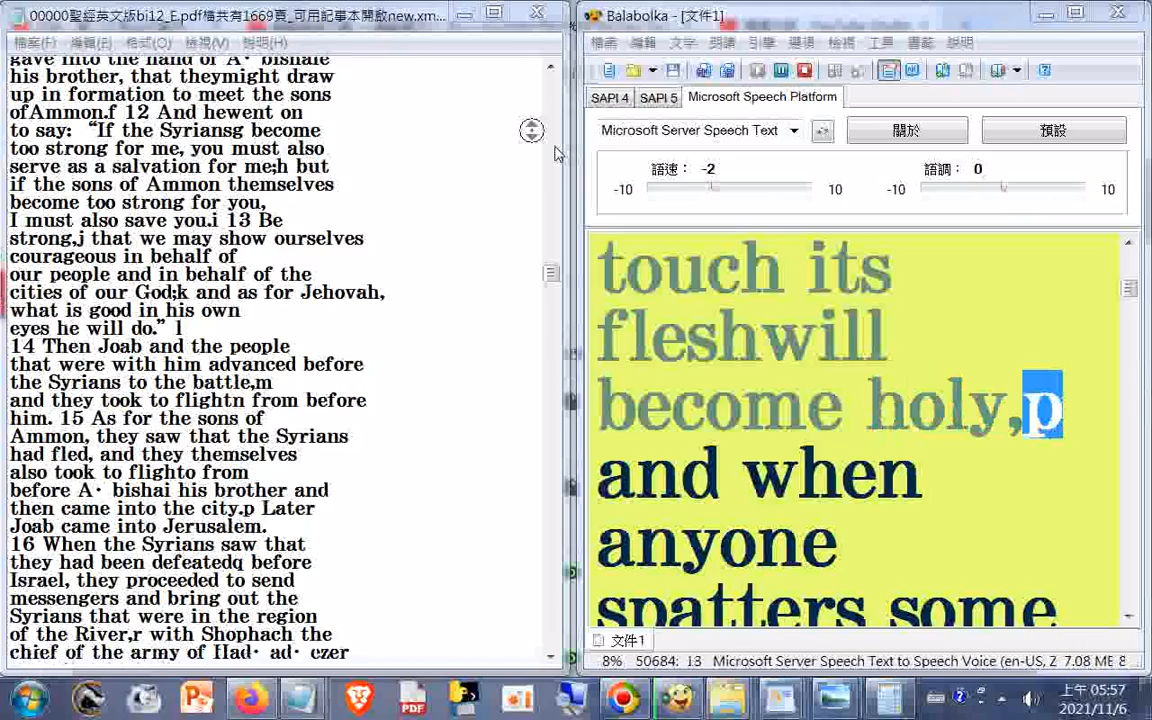 00000聖經英文版bi12_E.pdf檔共有1669頁_可用記事本開啟new.xm...
檔案(F) 編輯(E) 格式(O) 檢視(V) 說明(H)
gave into the hand of A· bishaie
his brother, that theymight draw
up in formation to meet the sons
ofAmmon.f 12 And hewent on
to say: “If the Syriansg become
too strong for me, you must also
serve as a salvation for me;h but
if the sons of Ammon themselves
become too strong for you,
I must also save you.i 13 Be
strong,j that we may show ourselves
courageous in behalf of
our people and in behalf of the
cities of our God;k and as for Jehovah,
what is good in his own
eyes he will do.” l
14 Then Joab and the people
that were with him advanced before
the Syrians to the battle,m
and they took to flightn from before
him. 15 As for the sons of
Ammon, they saw that the Syrians
had fled, and they themselves
also took to flighto from
before A· bishai his brother and
then came into the city.p Later
Joab came into Jerusalem.
16 When the Syrians saw that
they had been defeatedq before
Israel, they proceeded to send
messengers and bring out the
Syrians that were in the region
of the River,r with Shophach the
chief of the army of Had· ad· ezer
Balabolka - [文件1]
檔案 編輯 文字 朗讀 引擎 選項 檢視 工具 書籤 說明
SAPI 4 SAPI 5 Microsoft Speech Platform
Microsoft Server Speech Text 關於 預設
語速： -2 語調： 0
-10 10 -10 10
touch its
fleshwill
become holy,p
and when
anyone
spatters some
文件1
8% 50684: 13 Microsoft Server Speech Text to Speech Voice (en-US, Z 7.08 MB 8
PDF
上午 05:57
2021/11/6